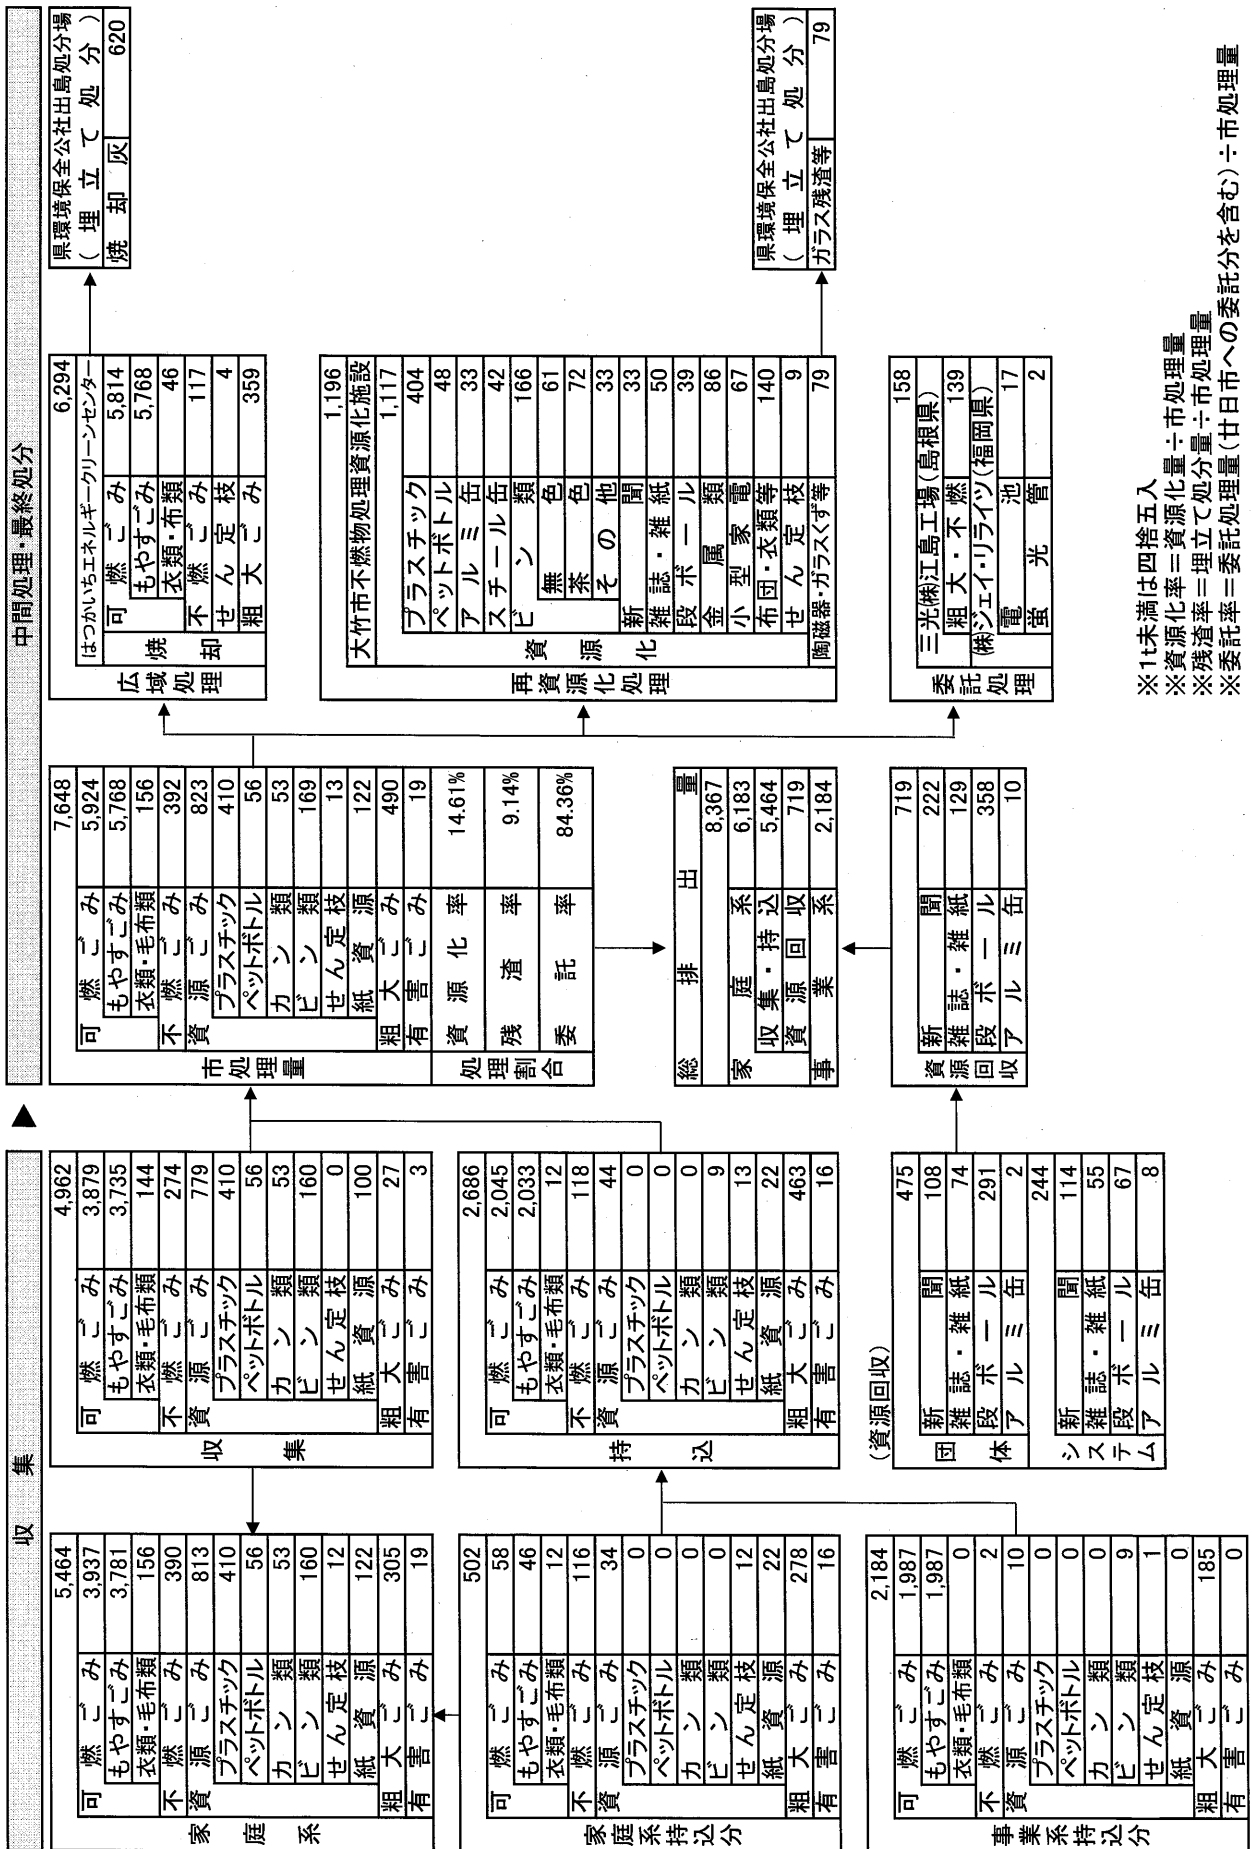 収集
▶
中間処理・最終処分
家庭系 5,464
可燃ごみ 3,937
もやすごみ 3,781
衣類・毛布類 156
不燃ごみ 390
資源ごみ 813
プラスチック 410
ペットボトル 56
カン類 53
ビン類 160
せん定枝 12
紙資源 122
粗大ごみ 305
有害ごみ 19
家庭系持込分 502
可燃ごみ 58
もやすごみ 46
衣類・毛布類 12
不燃ごみ 116
資源ごみ 34
プラスチック 0
ペットボトル 0
カン類 0
ビン類 0
せん定枝 12
紙資源 22
粗大ごみ 278
有害ごみ 16
事業系持込分 2,184
可燃ごみ 1,987
もやすごみ 1,987
衣類・毛布類 0
不燃ごみ 2
資源ごみ 10
プラスチック 0
ペットボトル 0
カン類 0
ビン類 9
せん定枝 1
紙資源 0
粗大ごみ 185
有害ごみ 0
収集 4,962
可燃ごみ 3,879
もやすごみ 3,735
衣類・毛布類 144
不燃ごみ 274
資源ごみ 779
プラスチック 410
ペットボトル 56
カン類 53
ビン類 160
せん定枝 0
紙資源 100
粗大ごみ 27
有害ごみ 3
持込 2,686
可燃ごみ 2,045
もやすごみ 2,033
衣類・毛布類 12
不燃ごみ 118
資源ごみ 44
プラスチック 0
ペットボトル 0
カン類 0
ビン類 9
せん定枝 13
紙資源 22
粗大ごみ 463
有害ごみ 16
(資源回収)
団体 475
新聞 108
雑誌・雑紙 74
段ボール 291
アルミ缶 2
システム 244
新聞 114
雑誌・雑紙 55
段ボール 67
アルミ缶 8
市処理量 7,648
可燃ごみ 5,924
もやすごみ 5,768
衣類・毛布類 156
不燃ごみ 392
資源ごみ 823
プラスチック 410
ペットボトル 56
カン類 53
ビン類 169
せん定枝 13
紙資源 122
粗大ごみ 490
有害ごみ 19
処理割合
資源化率 14.61%
残渣率 9.14%
委託率 84.36%
総排出量
8,367
家庭系 6,183
収集・持込 5,464
資源回収 719
事業系 2,184
資源回収 719
新聞 222
雑誌・雑紙 129
段ボール 358
アルミ缶 10
広域処理 6,294
はつかいちエネルギークリーンセンター
焼却
可燃ごみ 5,814
もやすごみ 5,768
衣類・布類 46
不燃ごみ 117
せん定枝 4
粗大ごみ 359
再資源化処理 1,196
大竹市不燃物処理資源化施設
資源化 1,117
プラスチック 404
ペットボトル 48
アルミ缶 33
スチール缶 42
ビン類 166
無色 61
茶色 72
その他 33
新聞 33
雑誌・雑紙 50
段ボール 39
金属類 86
小型家電 67
布団・衣類等 140
せん定枝 9
陶磁器・ガラスくず等 79
委託処理 158
三光㈱江島工場(島根県)
粗大・不燃 139
㈱ジェイ・リライツ(福岡県)
電池 17
蛍光管 2
県環境保全公社出島処分場
(埋立て処分)
焼却灰 620
県環境保全公社出島処分場
(埋立て処分)
ガラス残渣等 79
※1t未満は四捨五入
※資源化率＝資源化量÷市処理量
※残渣率＝埋立て処分量÷市処理量
※委託率＝委託処理量(廿日市への委託分を含む)÷市処理量